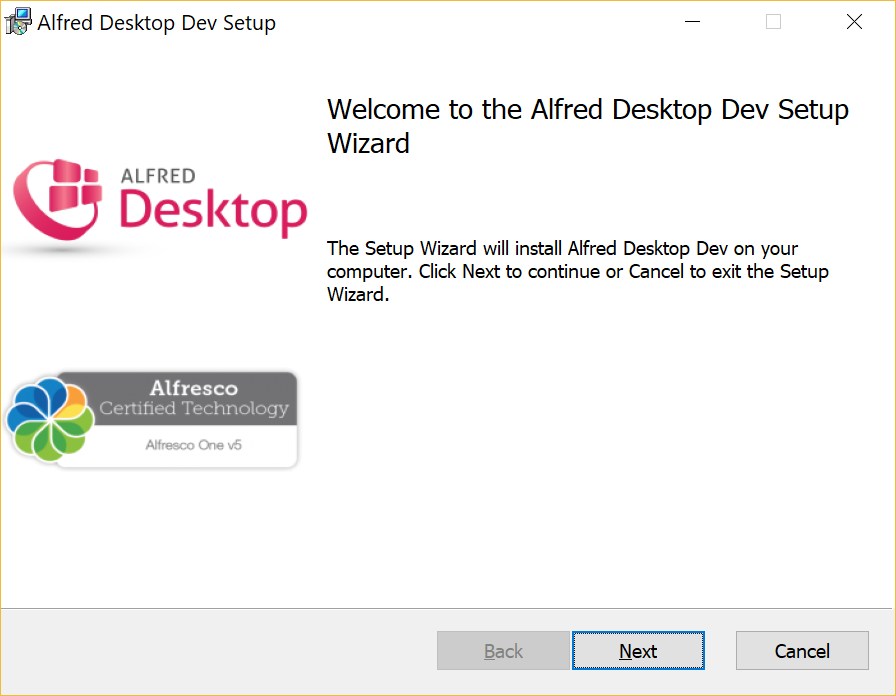 Alfred Desktop Dev Setup
Welcome to the Alfred Desktop Dev Setup
Wizard
ALFRED
Desktop
The Setup Wizard will install Alfred Desktop Dev on your
computer. Click Next to continue or Cancel to exit the Setup
Wizard.
Alfresco
Certified Technology
Alfresco One v5
Back
Next
Cancel